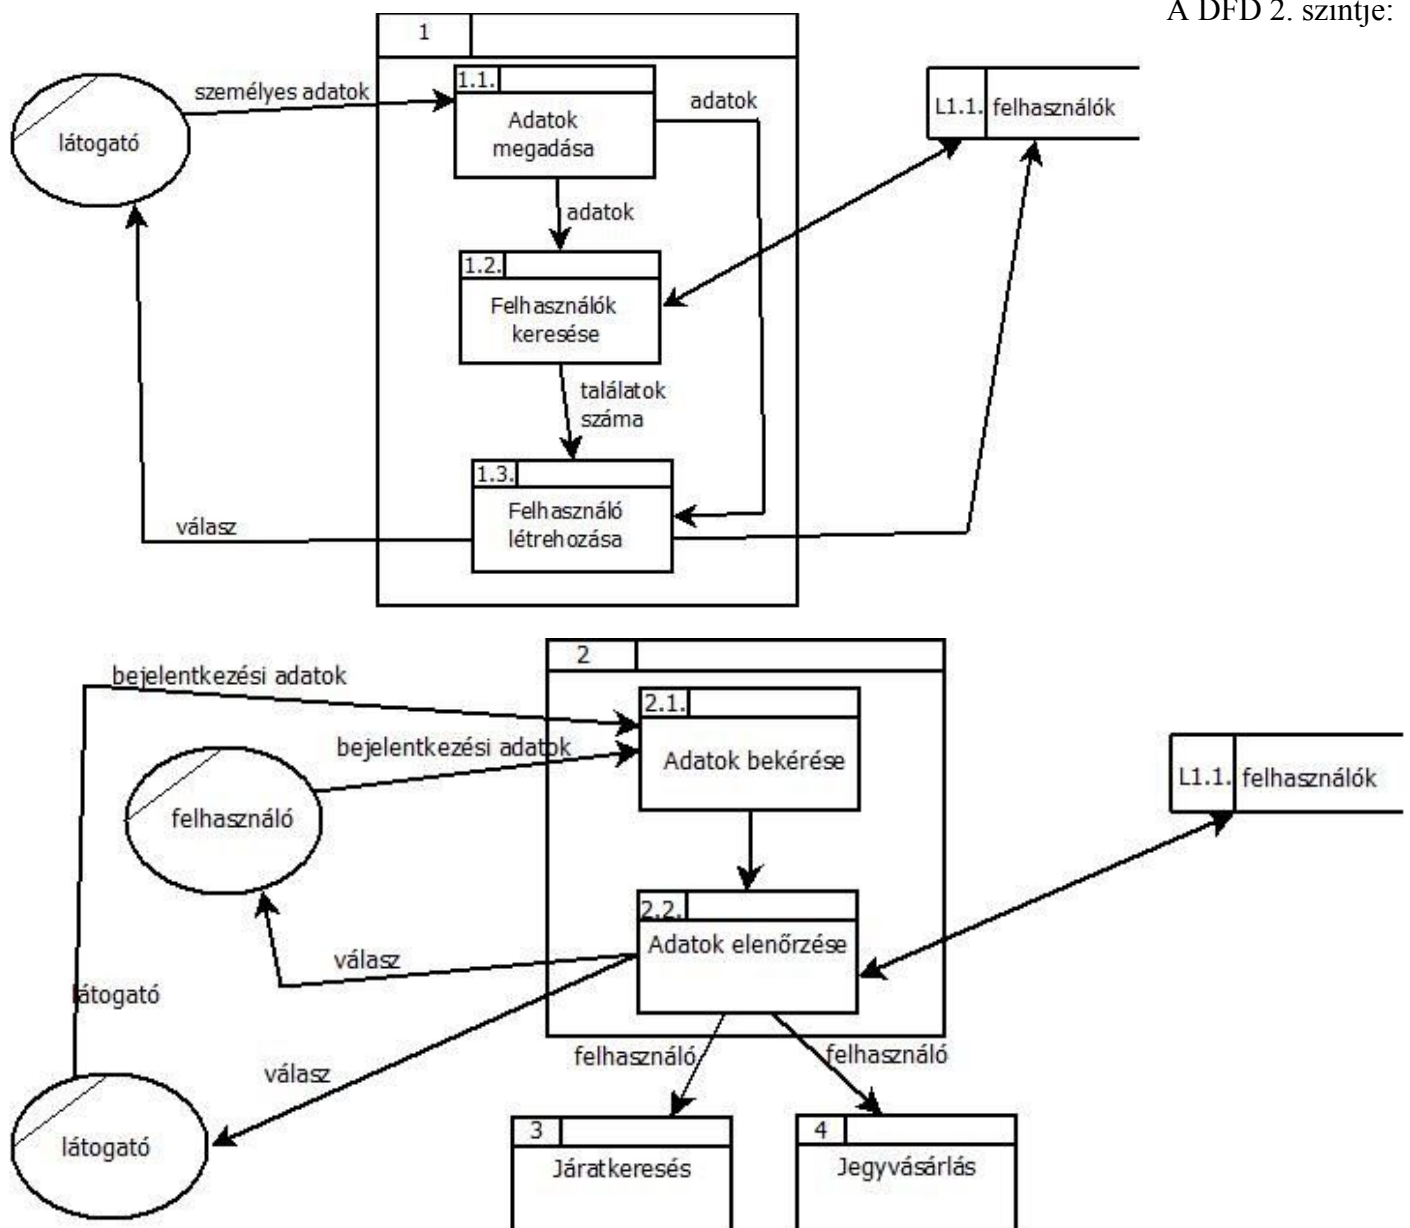 A DFD 2. szintje:
1
személyes adatok
látogató
1.1.
Adatok
megadása
adatok
L1.1. felhasználók
adatok
1.2.
Felhasználók
keresése
találatok
száma
1.3.
Felhasználó
létrehozása
válasz
2
bejelentkezési adatok
2.1.
Adatok bekérése
bejelentkezési adatok
felhasználó
L1.1. felhasználók
2.2.
Adatok elenőrzése
válasz
látogató
válasz
felhasználó
felhasználó
látogató
3
Járatkeresés
4
Jegyvásárlás